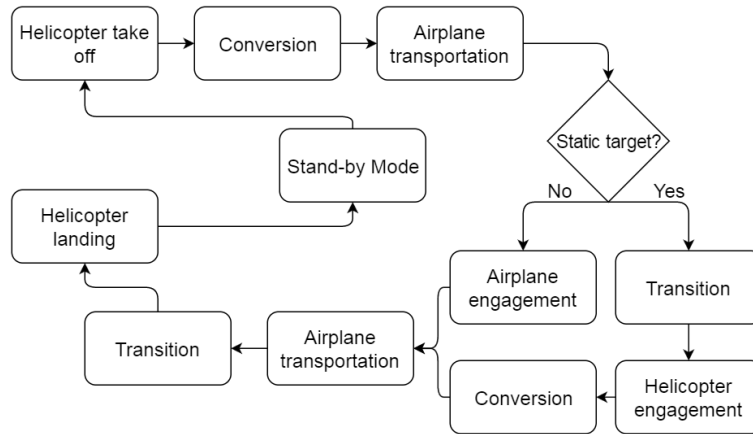 Helicopter take
off
Conversion
Airplane
transportation
Static target?
Stand-by Mode
No
Yes
Helicopter
landing
Airplane
engagement
Transition
Transition
Airplane
transportation
Conversion
Helicopter
engagement